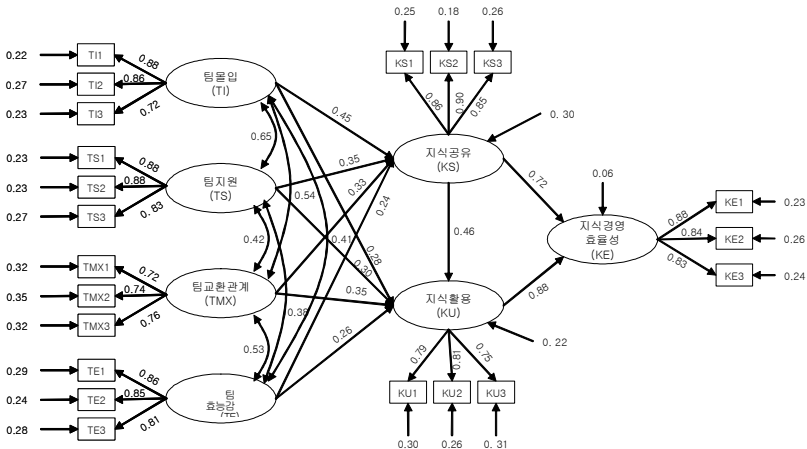 0.25
0.18
0.26
KS1
KS2
KS3
0.86
0.90
0.85
0.22
TI1
0.88
0.27
TI2
0.86
0.23
TI3
0.72
팀몰입
(TI)
0.45
0.65
0. 30
지식공유
(KS)
0.23
TS1
0.88
0.23
TS2
0.88
0.27
TS3
0. 83
팀지원
(TS)
0.35
0.33
0.24
0.54
0.72
0.06
0.42
0.41
0.28
0.30
0.46
지식경영
효율성
(KE)
0.88
KE1
0.23
0.84
KE2
0.26
0.83
KE3
0.24
0.32
TMX1
0.72
0.35
TMX2
0.74
0.32
TMX3
0.76
팀교환관계
(TMX)
0.35
0.38
0.26
0.53
지식활용
(KU)
0.88
0. 22
0.29
TE1
0.86
0.24
TE2
0.85
0.28
TE3
0.81
팀
효능감
(TE)
0.79
0.81
0.75
KU1
KU2
KU3
0.30
0.26
0. 31